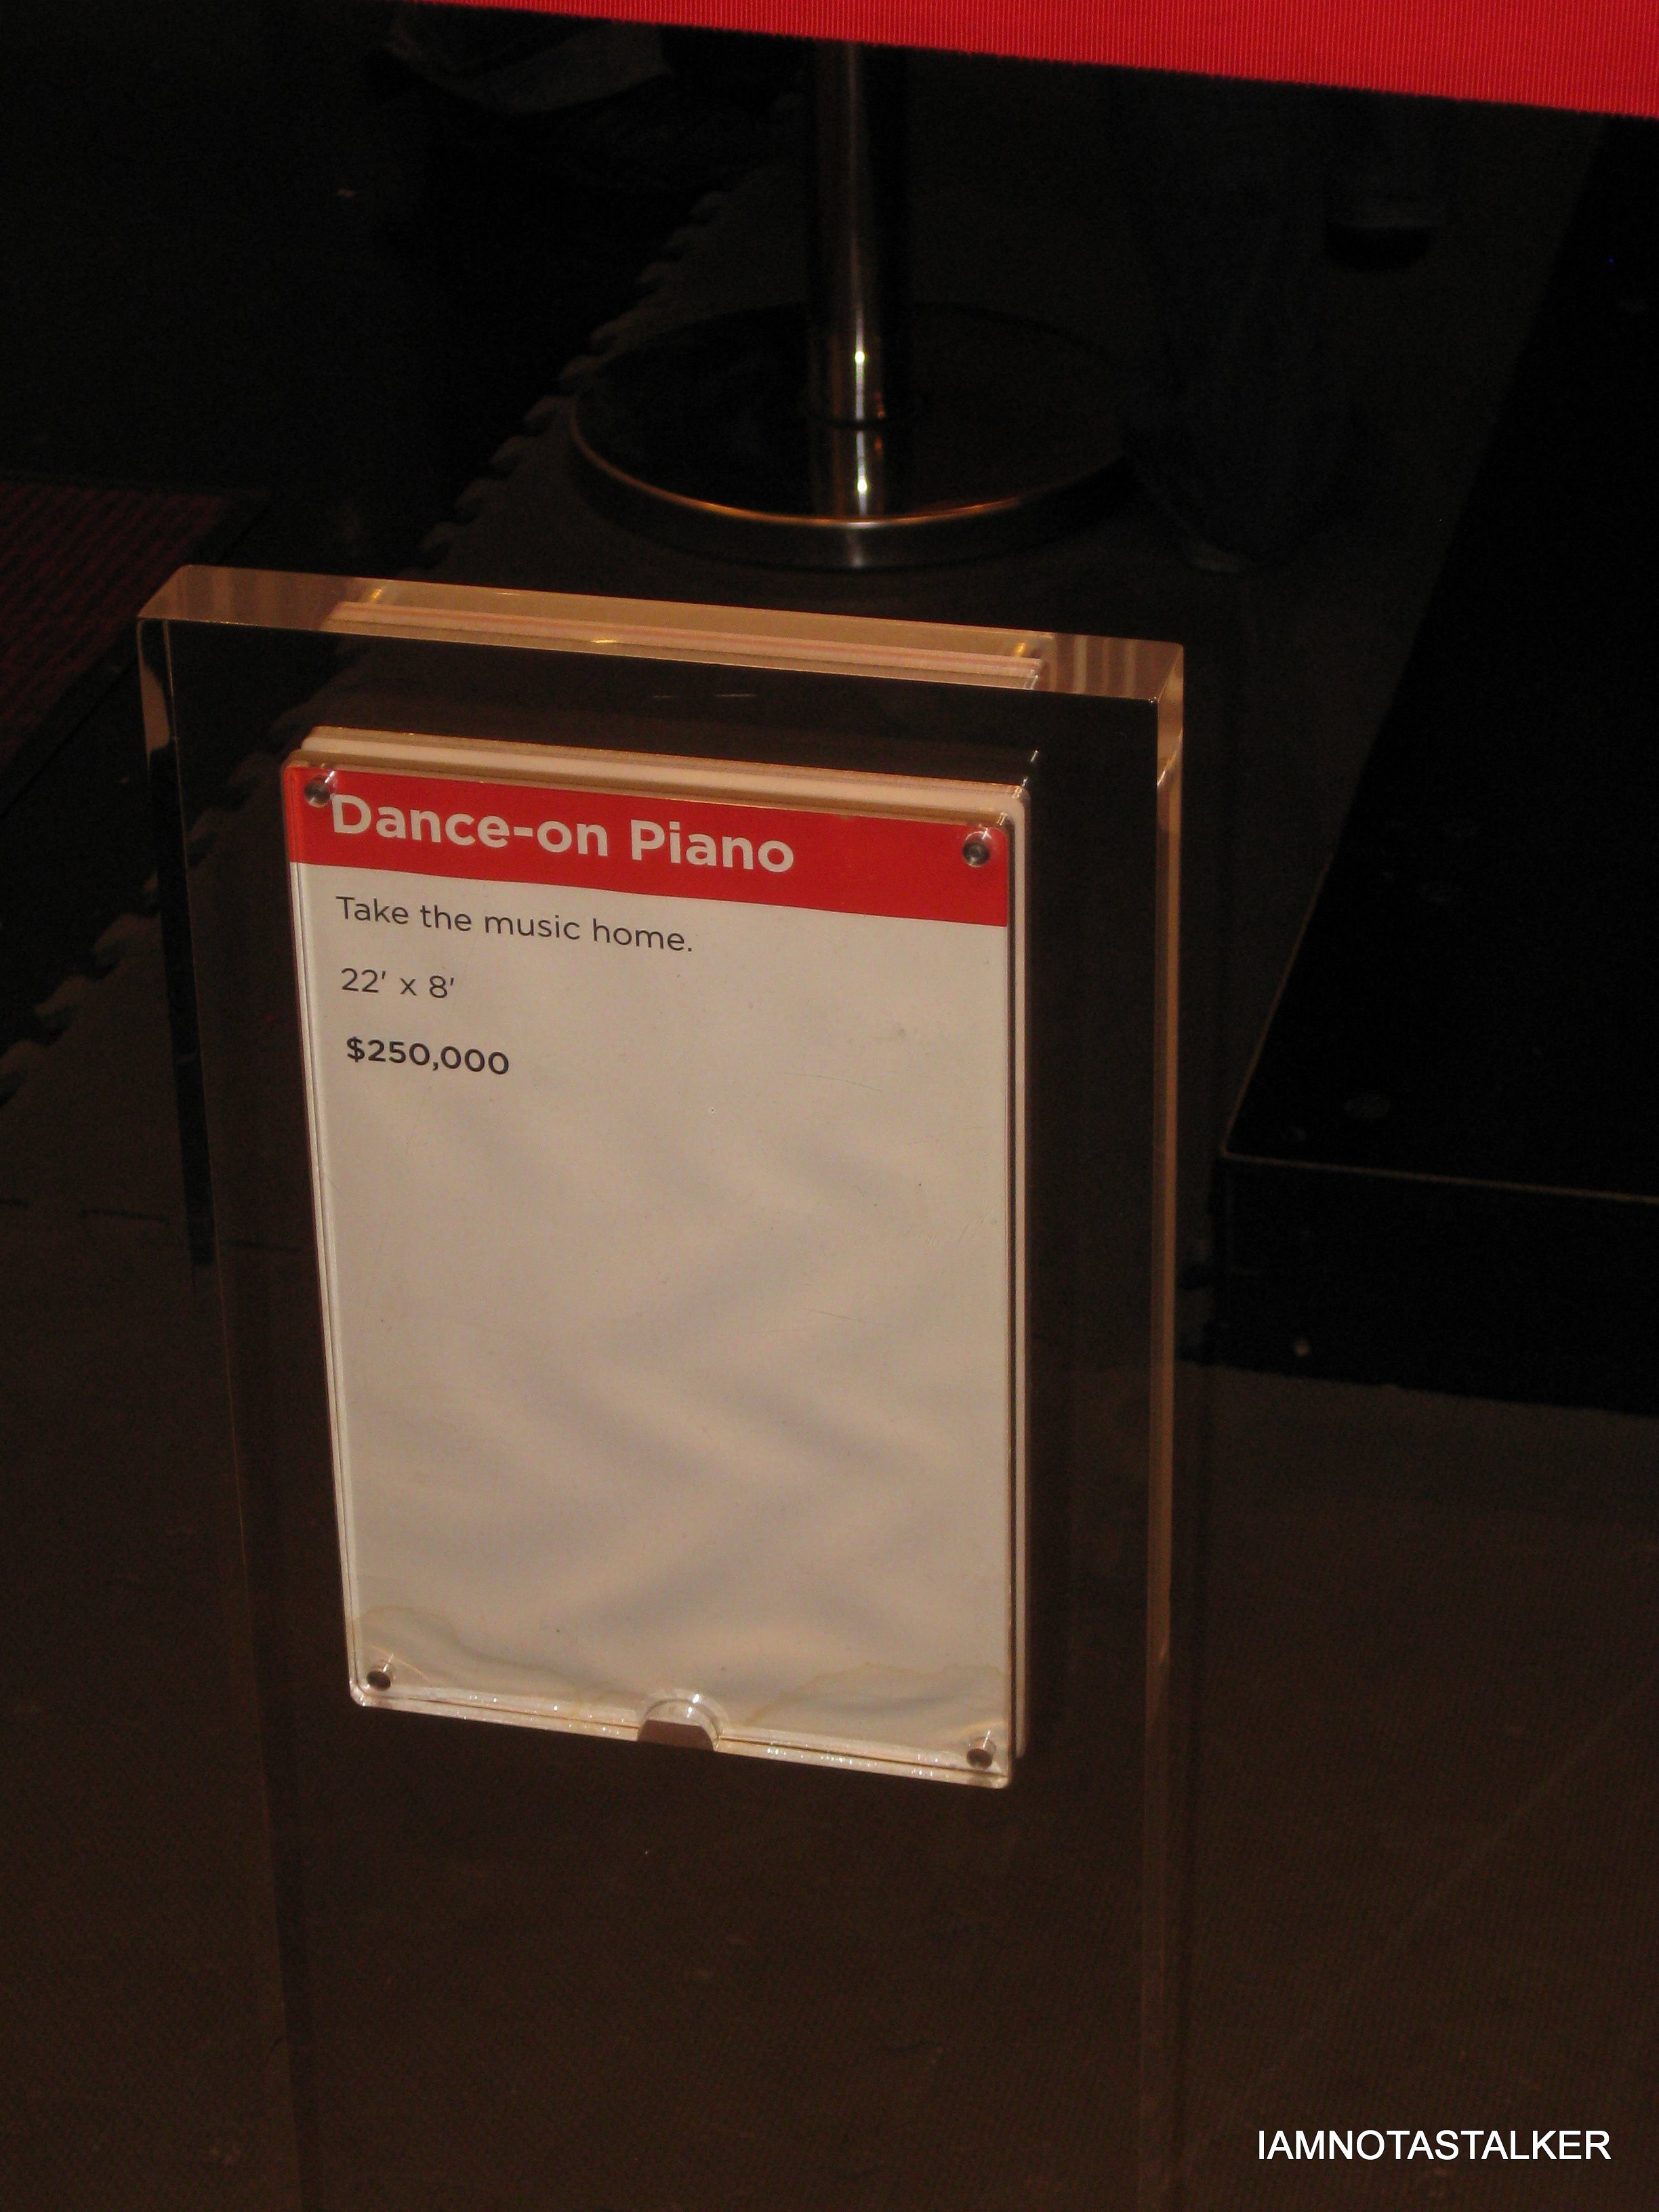 Dance-on Piano
Take the music home.
22' x 8'
$250,000
IAMNOTASTALKER